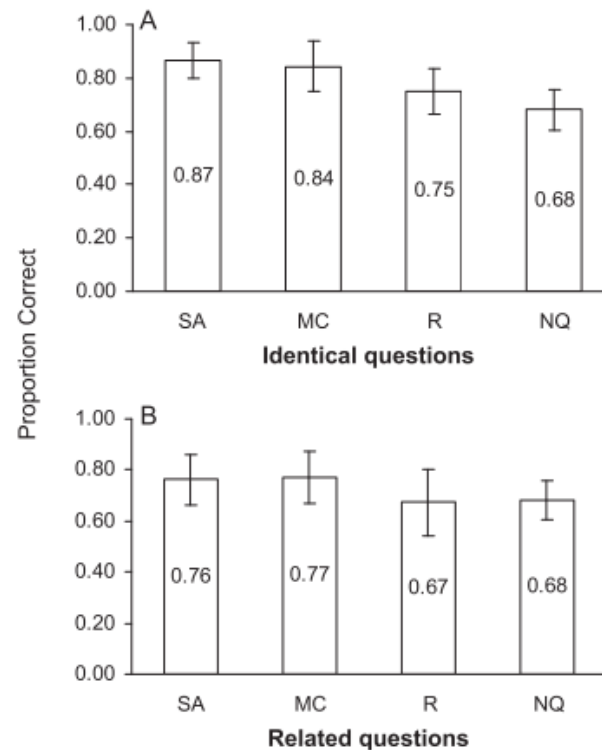 Proportion Correct
A
1.00
0.80
0.60
0.40
0.20
0.00
0.87
0.84
0.75
0.68
SA MC R NQ
Identical questions
B
1.00
0.80
0.60
0.40
0.20
0.00
0.76
0.77
0.67
0.68
SA MC R NQ
Related questions